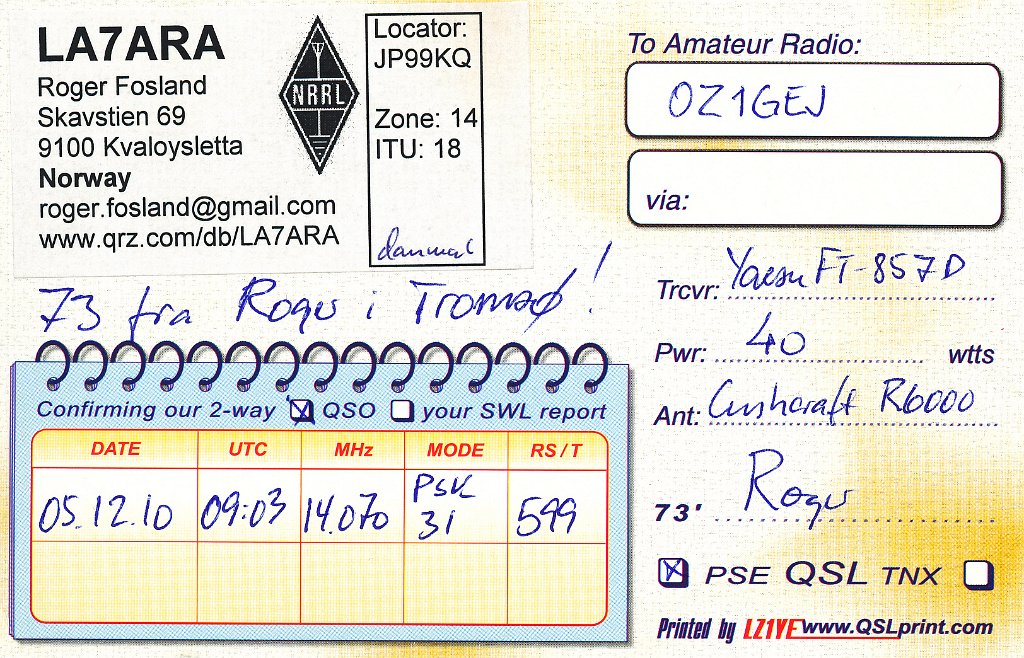 LA7ARA
Roger Fosland
Skavstien 69
9100 Kvaloysletta
Norway
roger.fosland@gmail.com
www.qrz.com/db/LA7ARA
NRRL
Locator:
JP99KQ
Zone: 14
ITU: 18
danmark
To Amateur Radio:
OZ1GEJ
via:
73 fra Roger i Tromsø!
Trcvr: Yaesu FT-857D
Pwr: 40 wtts
Ant: Cushcraft R6000
73' Roger
Confirming our 2-way QSO your SWL report
DATE UTC MHz MODE RS / T
05.12.10 09:03 14.070 PSK 31 599
PSE QSL TNX
Printed by LZ1YE www.QSLprint.com